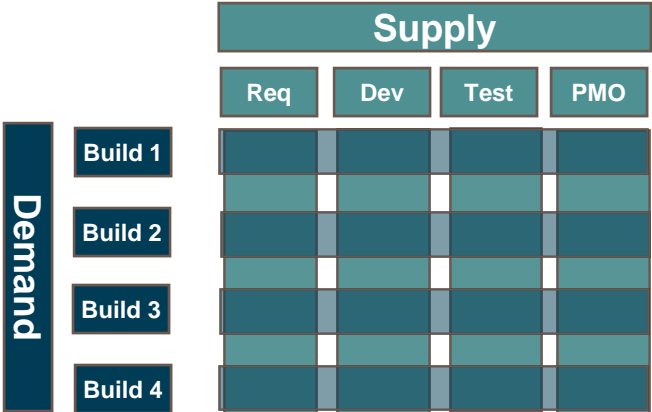 Supply
Req Dev Test PMO
Demand
Build 1
Build 2
Build 3
Build 4